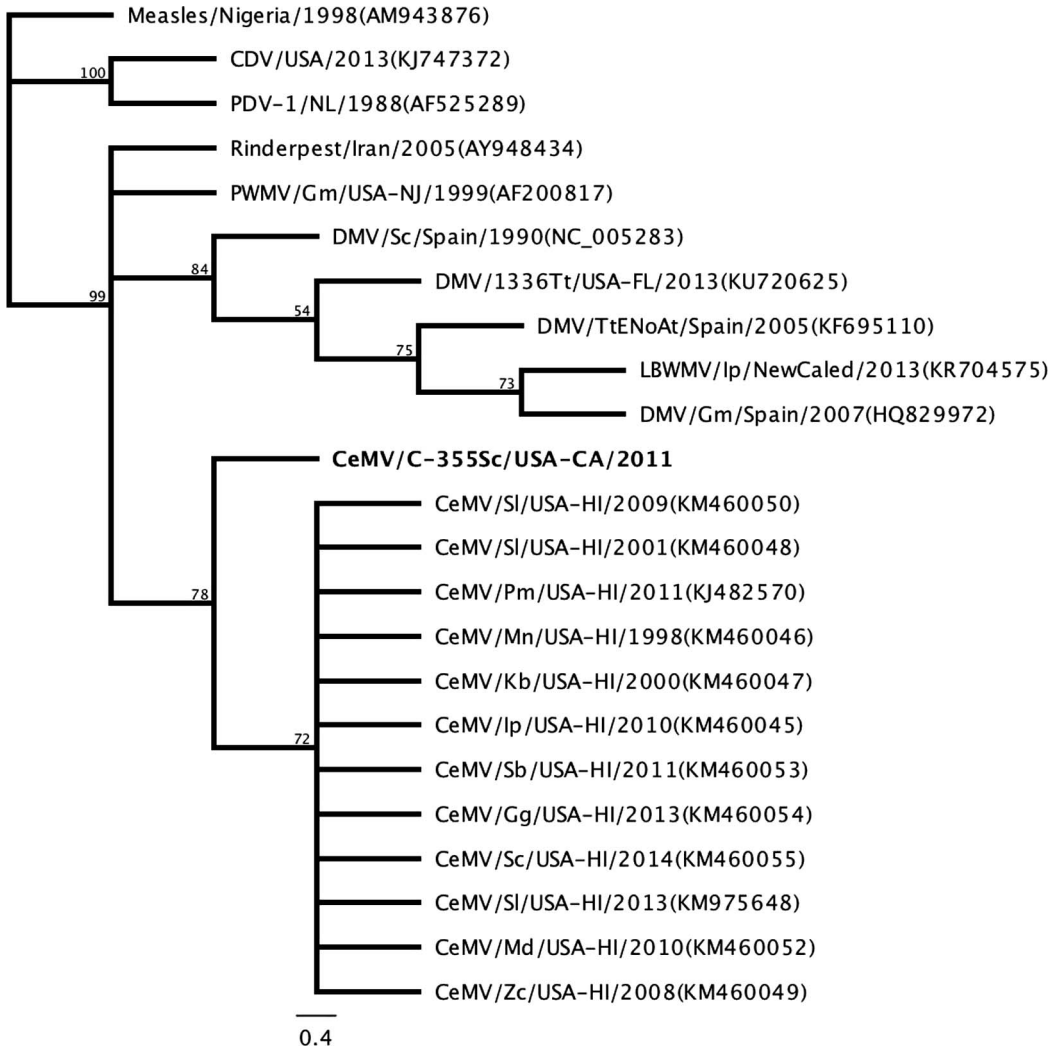 Measles/Nigeria/1998(AM943876)
CDV/USA/2013(KJ747372)
100
PDV-1/NL/1988(AF525289)
Rinderpest/Iran/2005(AY948434)
PWMV/Gm/USA-NJ/1999(AF200817)
DMV/Sc/Spain/1990(NC_005283)
84
DMV/1336Tt/USA-FL/2013(KU720625)
99
54
DMV/TtENoAt/Spain/2005(KF695110)
75
LBWMV/Ip/NewCaled/2013(KR704575)
73
DMV/Gm/Spain/2007(HQ829972)
CeMV/C-355Sc/USA-CA/2011
CeMV/Sl/USA-HI/2009(KM460050)
CeMV/Sl/USA-HI/2001(KM460048)
78
CeMV/Pm/USA-HI/2011(KJ482570)
CeMV/Mn/USA-HI/1998(KM460046)
CeMV/Kb/USA-HI/2000(KM460047)
CeMV/Ip/USA-HI/2010(KM460045)
72
CeMV/Sb/USA-HI/2011(KM460053)
CeMV/Gg/USA-HI/2013(KM460054)
CeMV/Sc/USA-HI/2014(KM460055)
CeMV/Sl/USA-HI/2013(KM975648)
CeMV/Md/USA-HI/2010(KM460052)
CeMV/Zc/USA-HI/2008(KM460049)
0.4